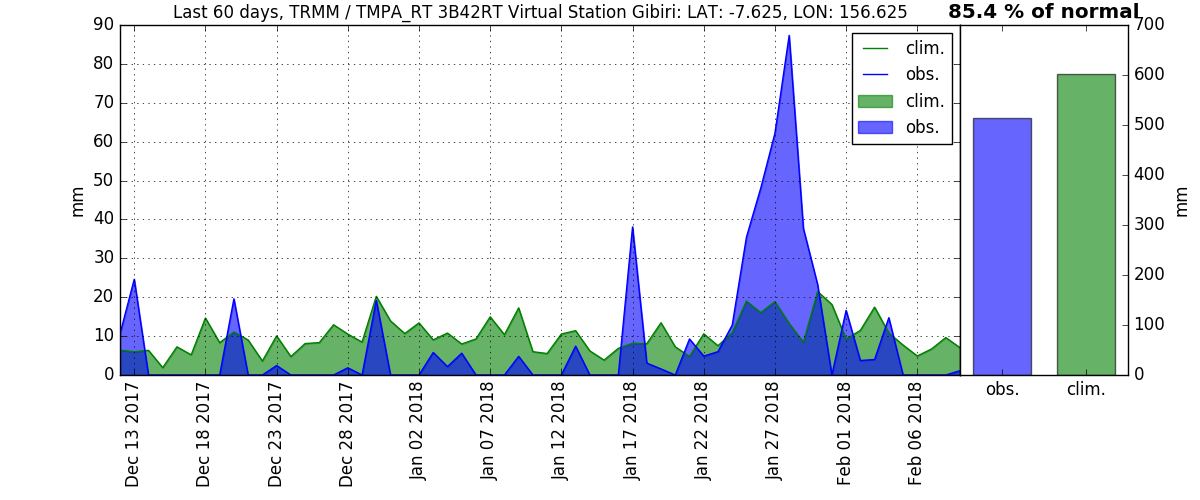 Last 60 days, TRMM / TMPA_RT 3B42RT Virtual Station Gibiri: LAT: -7.625, LON: 156.625
85.4 % of normal
90
80
70
60
50
40
30
20
10
0
mm
clim.
obs.
clim.
obs.
700
600
500
400
300
200
100
0
mm
Dec 13 2017
Dec 18 2017
Dec 23 2017
Dec 28 2017
Jan 02 2018
Jan 07 2018
Jan 12 2018
Jan 17 2018
Jan 22 2018
Jan 27 2018
Feb 01 2018
Feb 06 2018
obs.
clim.